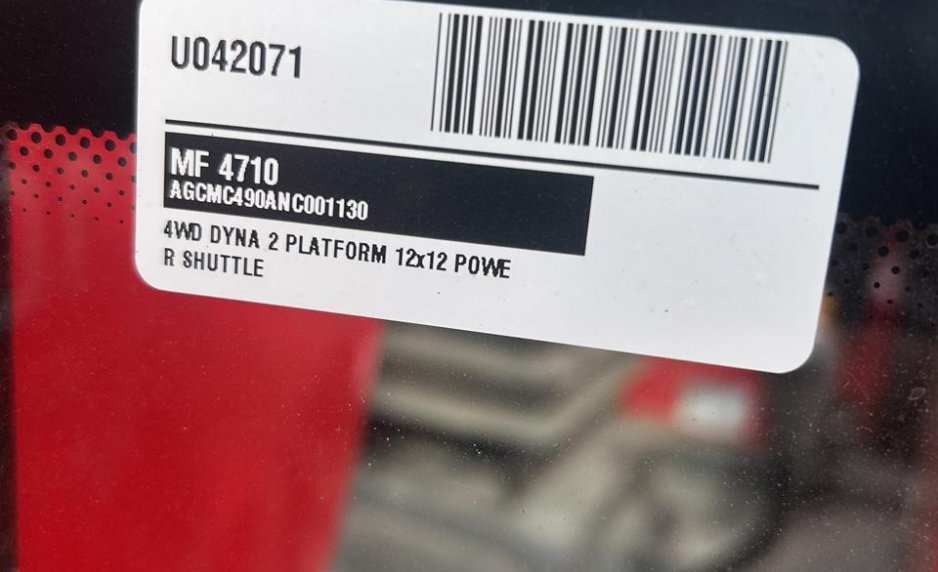 U042071
MF 4710
AGCMC490ANC001130
4WD DYNA 2 PLATFORM 12x12 POWE
R SHUTTLE